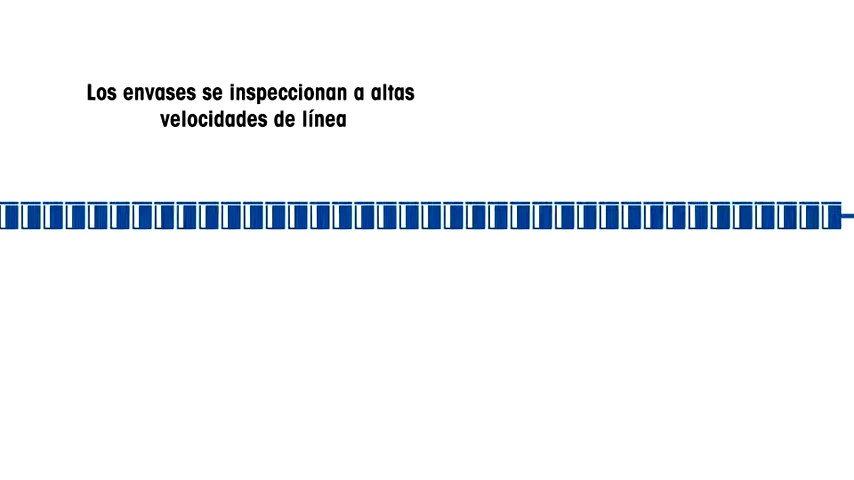 Los envases se inspeccionan a altas
velocidades de línea